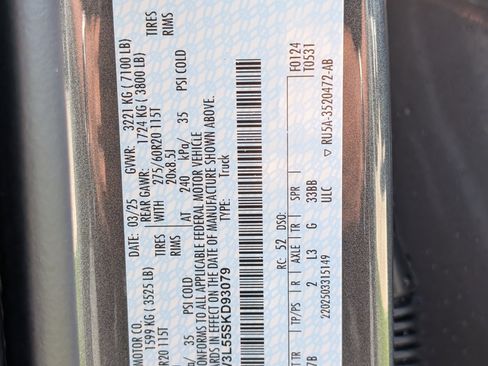 MOTOR CO.
DATE: 03/25 GVWR: 3221 KG ( 7100 LB)
1599 KG ( 3525 LB) REAR GAWR: 1724 KG ( 3800 LB)
TIRES WITH 275/60R20 115T TIRES
R20 115T RIMS 20x8.5J RIMS
35 PSI COLD AT 240 kPa/ 35 PSI COLD
CONFORMS TO ALL APPLICABLE FEDERAL MOTOR VEHICLE
STANDARDS IN EFFECT ON THE DATE OF MANUFACTURE SHOWN ABOVE.
TYPE: Truck
F0124
T0531
RC: 52 DSO:
TP/PS R AXLE TR SPR
2 L3 G 33BB
ULC
2202503315149
▽ RU5A-3520472-AB
T TR
7B